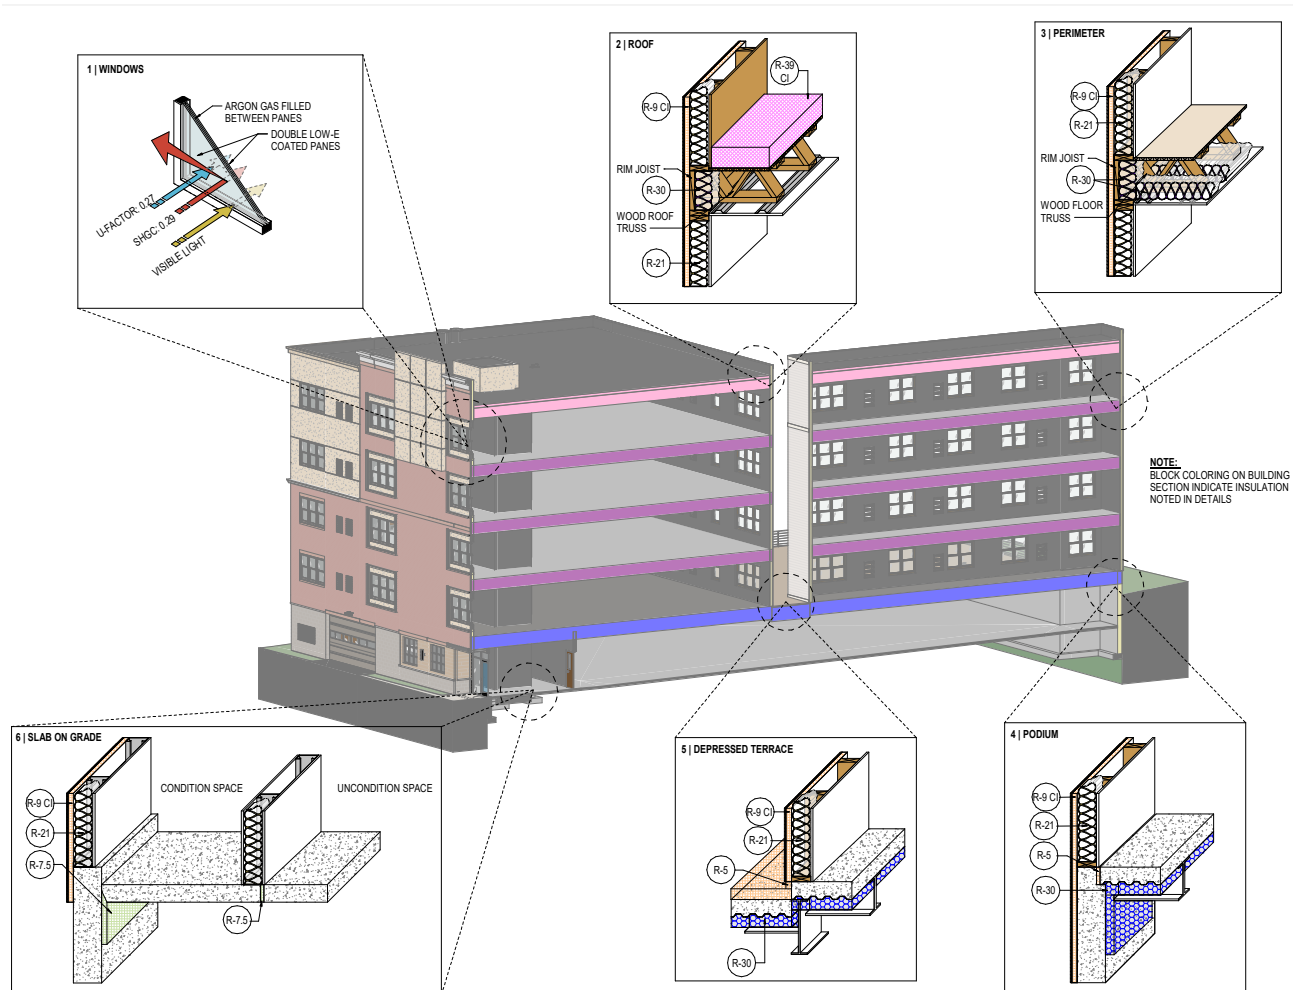 1 | WINDOWS
ARGON GAS FILLED
BETWEEN PANES
DOUBLE LOW-E
COATED PANES
U-FACTOR: 0.27
SHGC: 0.29
VISIBLE LIGHT
2 | ROOF
R-39
CI
R-9 CI
RIM JOIST
R-30
WOOD ROOF
TRUSS
R-21
3 | PERIMETER
R-9 CI
R-21
RIM JOIST
R-30
WOOD FLOOR
TRUSS
NOTE:
BLOCK COLORING ON BUILDING
SECTION INDICATE INSULATION
NOTED IN DETAILS
6 | SLAB ON GRADE
CONDITION SPACE
UNCONDITION SPACE
R-9 CI
R-21
R-7.5
R-7.5
5 | DEPRESSED TERRACE
R-9 CI
R-21
R-5
R-30
4 | PODIUM
R-9 CI
R-21
R-5
R-30